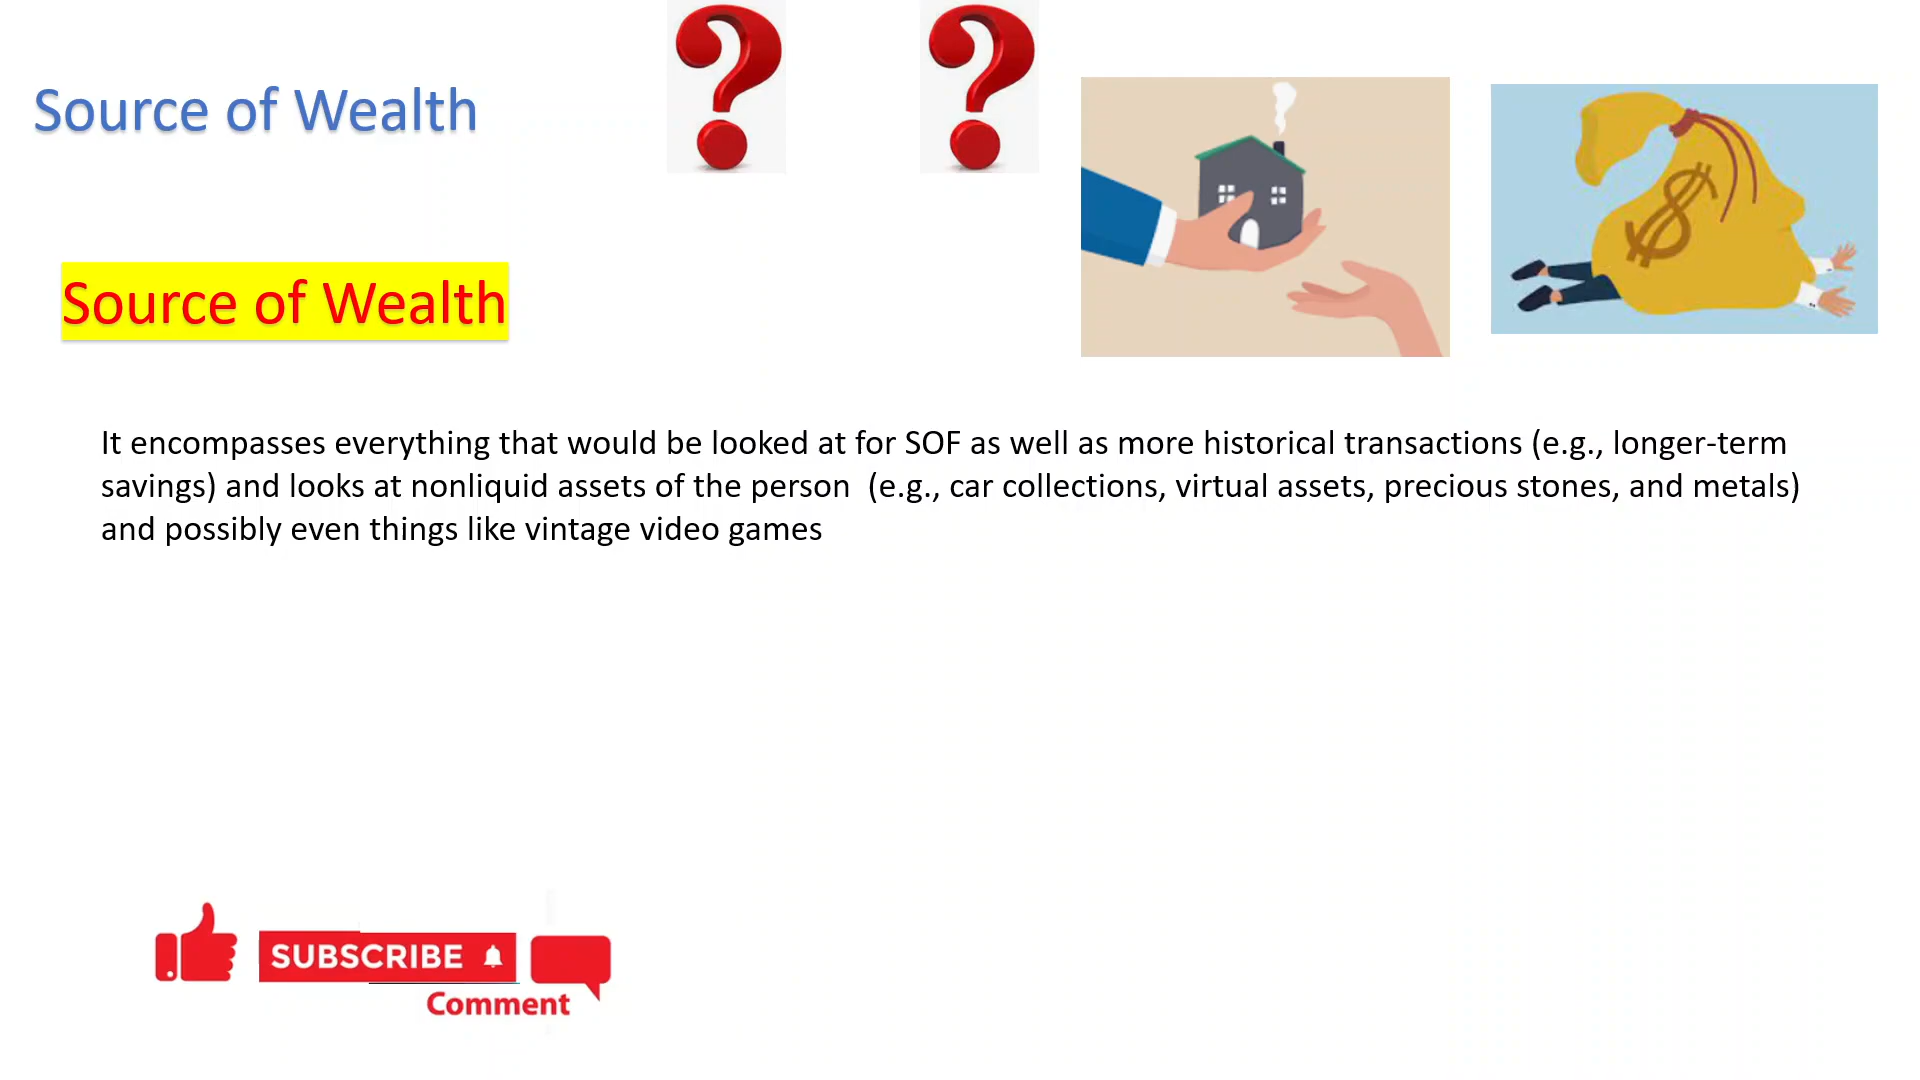 Source of Wealth
Source of Wealth
It encompasses everything that would be looked at for SOF as well as more historical transactions (e.g., longer-term
savings) and looks at nonliquid assets of the person  (e.g., car collections, virtual assets, precious stones, and metals)
and possibly even things like vintage video games
SUBSCRIBE
Comment